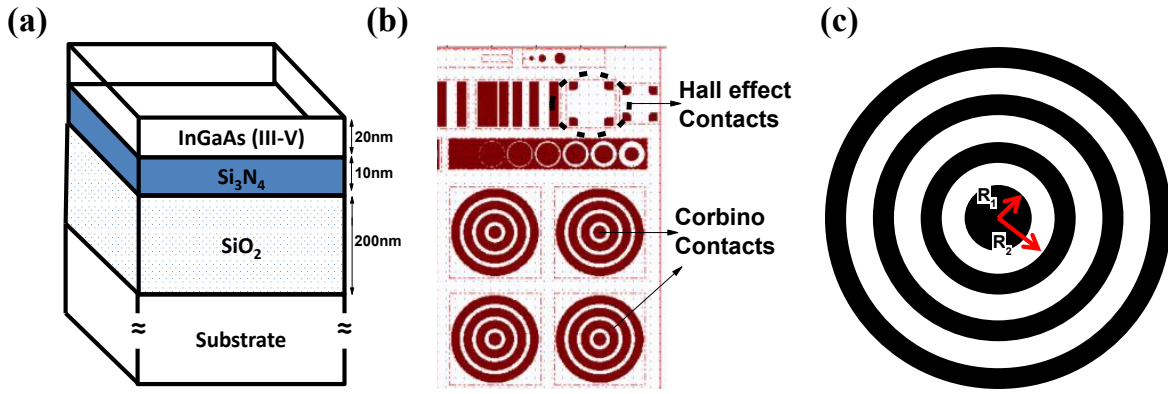 (a)
InGaAs (III-V)
20nm
Si₃N₄
10nm
SiO₂
200nm
≈ ≈
Substrate
(b)
Hall effect
Contacts
Corbino
Contacts
(c)
R₁
R₂